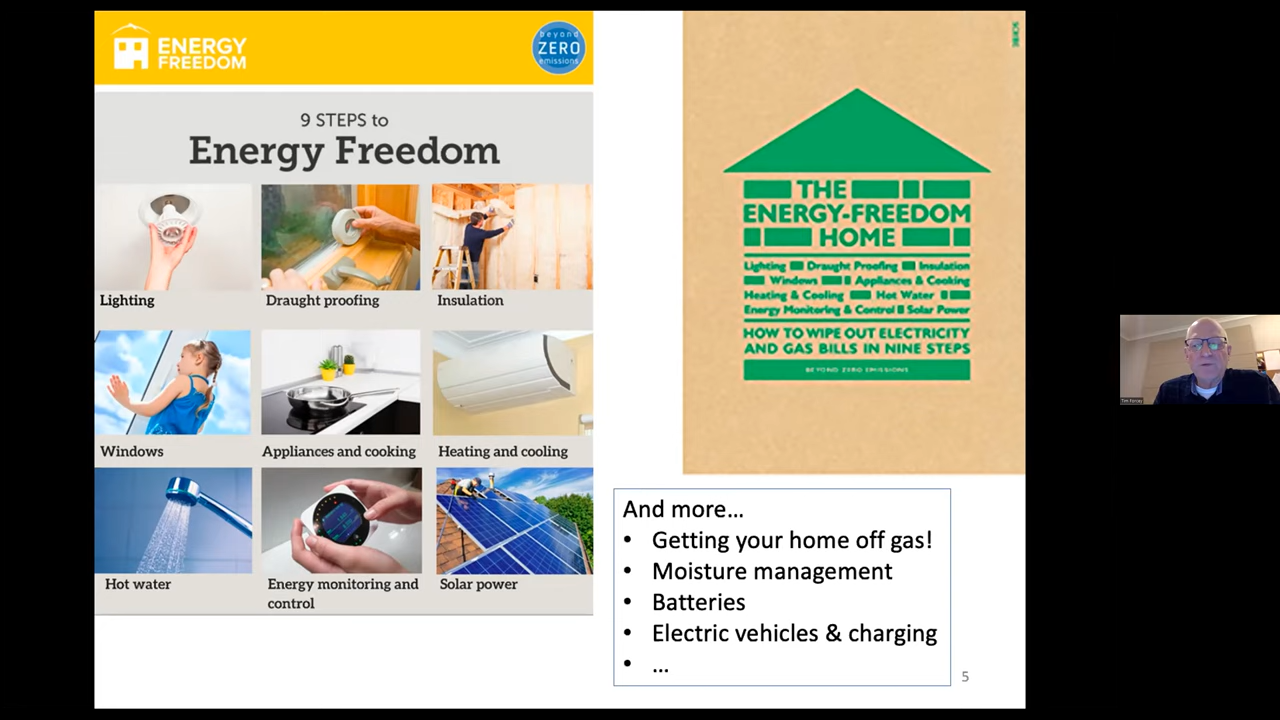 ENERGY
FREEDOM
beyond
ZERO
emissions
9 STEPS to
Energy Freedom
Lighting
Draught proofing
Insulation
Windows
Appliances and cooking
Heating and cooling
Hot water
Energy monitoring and
control
Solar power
SCRIBE
THE
ENERGY-FREEDOM
HOME
Lighting Draught Proofing Insulation
Windows Appliances & Cooking
Heating & Cooling Hot Water
Energy Monitoring & Control Solar Power
HOW TO WIPE OUT ELECTRICITY
AND GAS BILLS IN NINE STEPS
BEYOND ZERO EMISSIONS
And more...
• Getting your home off gas!
• Moisture management
• Batteries
• Electric vehicles & charging
• ...
5
Tim Forcey